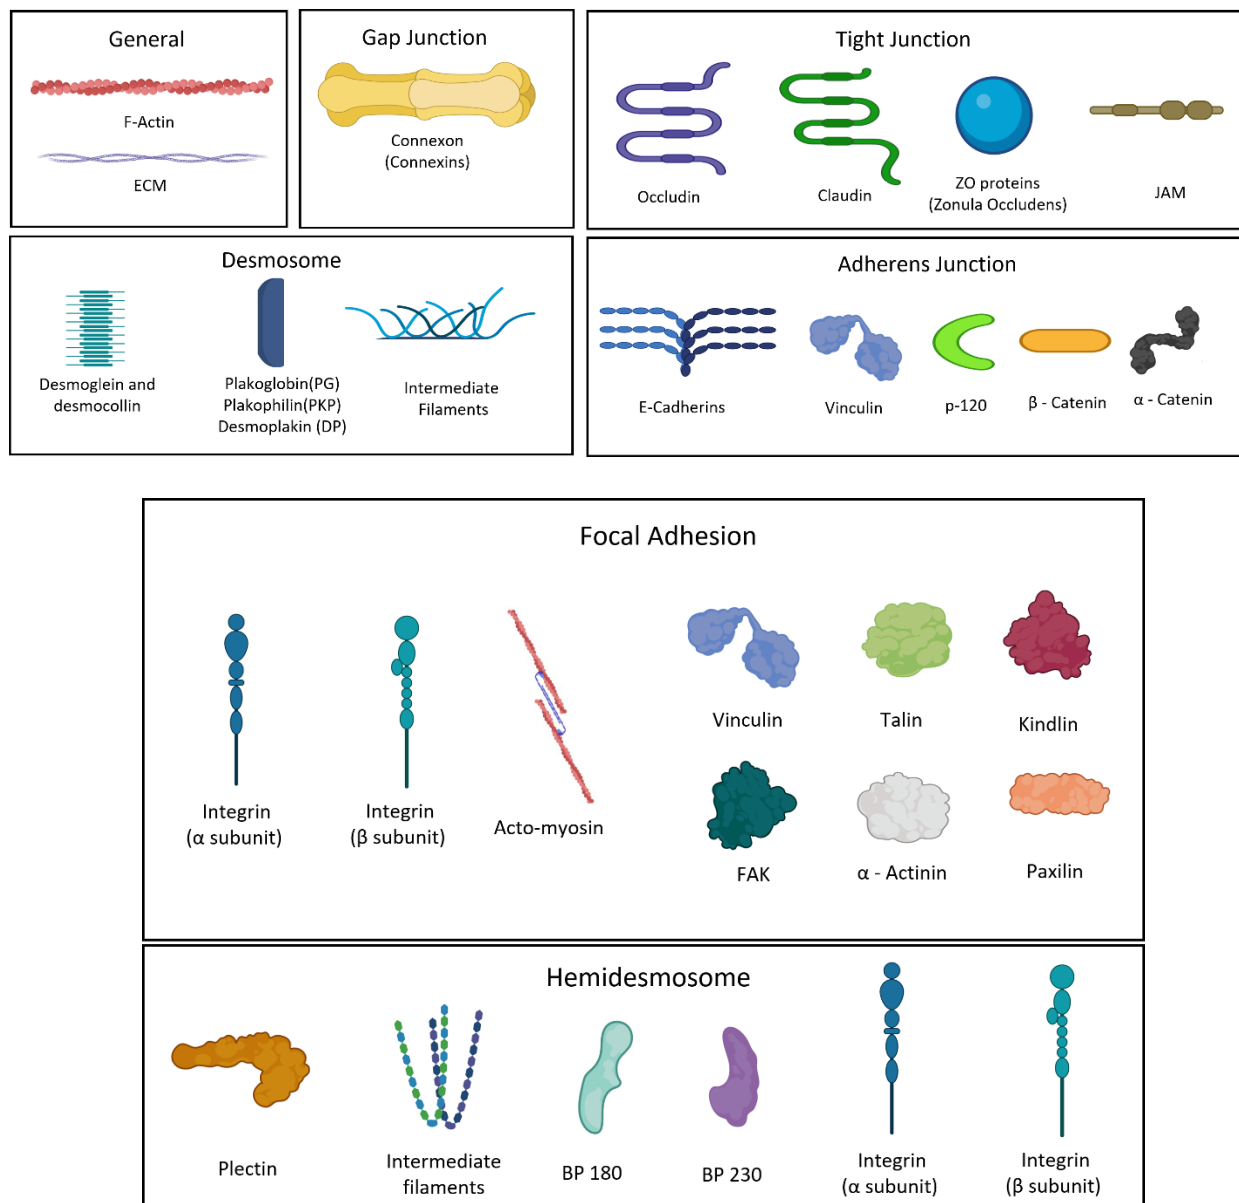 General
F-Actin
ECM
Gap Junction
Connexon
(Connexins)
Tight Junction
Occludin
Claudin
ZO proteins
(Zonula Occludens)
JAM
Desmosome
Desmoglein and
desmocollin
Plakoglobin(PG)
Plakophilin(PKP)
Desmoplakin (DP)
Intermediate
Filaments
Adherens Junction
E-Cadherins
Vinculin
p-120
β - Catenin
α - Catenin
Focal Adhesion
Integrin
(α subunit)
Integrin
(β subunit)
Acto-myosin
Vinculin
Talin
Kindlin
FAK
α - Actinin
Paxilin
Hemidesmosome
Plectin
Intermediate
filaments
BP 180
BP 230
Integrin
(α subunit)
Integrin
(β subunit)